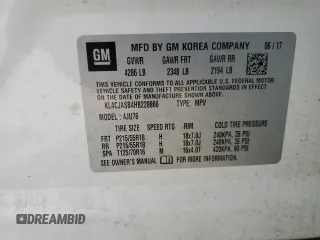 GM
MFD BY GM KOREA COMPANY 06/17
GVWR GAWR FRT GAWR RR
4286 LB 2348 LB 2194 LB
THIS VEHICLE CONFORMS TO ALL APPLICABLE U.S. FEDERAL MOTOR
VEHICLE SAFETY AND THEFT PREVENTION STANDARDS IN EFFECT
ON THE DATE OF MANUFACTURE SHOWN ABOVE.
KL4CJASB4HB228866 TYPE: MPV
MODEL: 4JU76
TIRE SIZE SPEED RTG RIM COLD TIRE PRESSURE
FRT P215/55R18 H 18x7.0J 240KPA, 35 PSI
RR P215/55R18 H 18x7.0J 240KPA, 35 PSI
SPA T125/70R16 M 16x4.0T 420KPA, 60 PSI
SEE OWNER'S MANUAL
DREAMBID